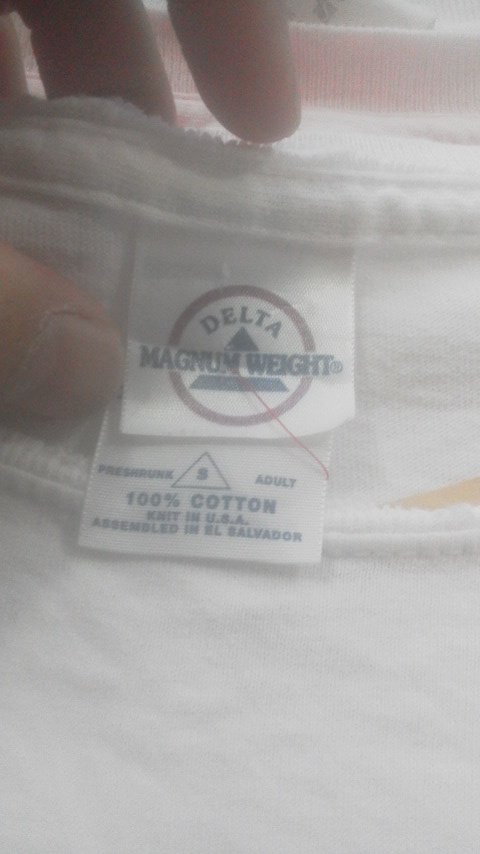 DELTA
MAGNUM WEIGHT®
PRESHRUNK S ADULT
100% COTTON
KNIT IN U.S.A.
ASSEMBLED IN EL SALVADOR